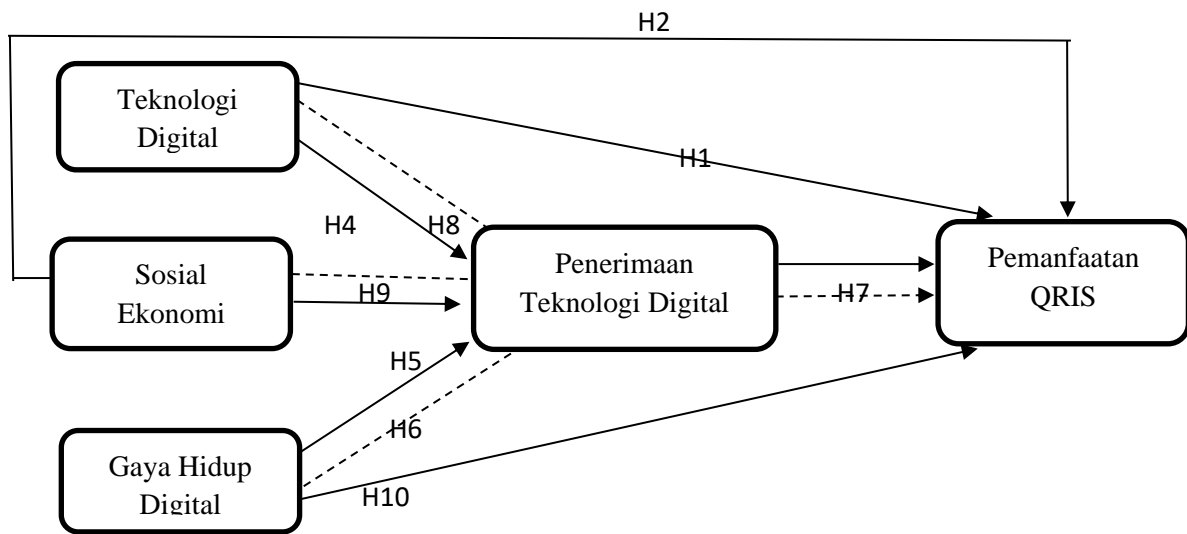 H2
Teknologi
Digital
H1
H4
H8
Sosial
Ekonomi
H9
Penerimaan
Teknologi Digital
H7
Pemanfaatan
QRIS
H5
H6
Gaya Hidup
Digital
H10